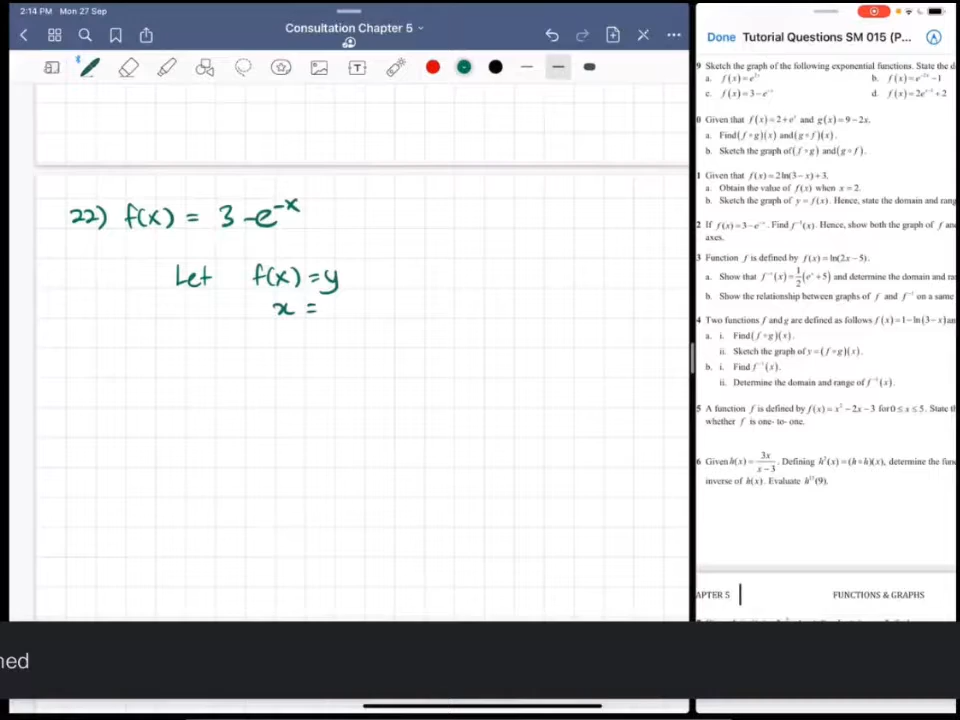 2:14 PM Mon 27 Sep
Consultation Chapter 5
22) f(x) = 3 - e^-x
Let f(x) = y
x =
Done Tutorial Questions SM 015 (P...
9 Sketch the graph of the following exponential functions. State the d
a. f(x)=e^2x b. f(x)=e^-2x -1
c. f(x)=3-e^-x d. f(x)=2e^x-1 +2
0 Given that f(x)=2+e^x and g(x)=9-2x.
a. Find(f∘g)(x) and(g∘f)(x).
b. Sketch the graph of(f∘g) and(g∘f).
1 Given that f(x)=2ln(3-x)+3,
a. Obtain the value of f(x) when x=2.
b. Sketch the graph of y=f(x). Hence, state the domain and rang
2 If f(x)=3-e^-x. Find f^-1(x). Hence, show both the graph of f an
axes.
3 Function f is defined by f(x)=ln(2x-5).
a. Show that f^-1(x)=1/2(e^x+5) and determine the domain and ra
b. Show the relationship between graphs of f and f^-1 on a same
4 Two functions f and g are defined as follows f(x)=1-ln(3-x)an
a. i. Find(f∘g)(x).
ii. Sketch the graph of y=(f∘g)(x).
b. i. Find f^-1(x).
ii. Determine the domain and range of f^-1(x).
5 A function f is defined by f(x)=x^2-2x-3 for 0≤x≤5. State th
whether f is one- to- one.
6 Given h(x)=3x/(x-3). Defining h^2(x)=(h∘h)(x), determine the func
inverse of h(x). Evaluate
APTER 5 FUNCTIONS & GRAPHS
ned